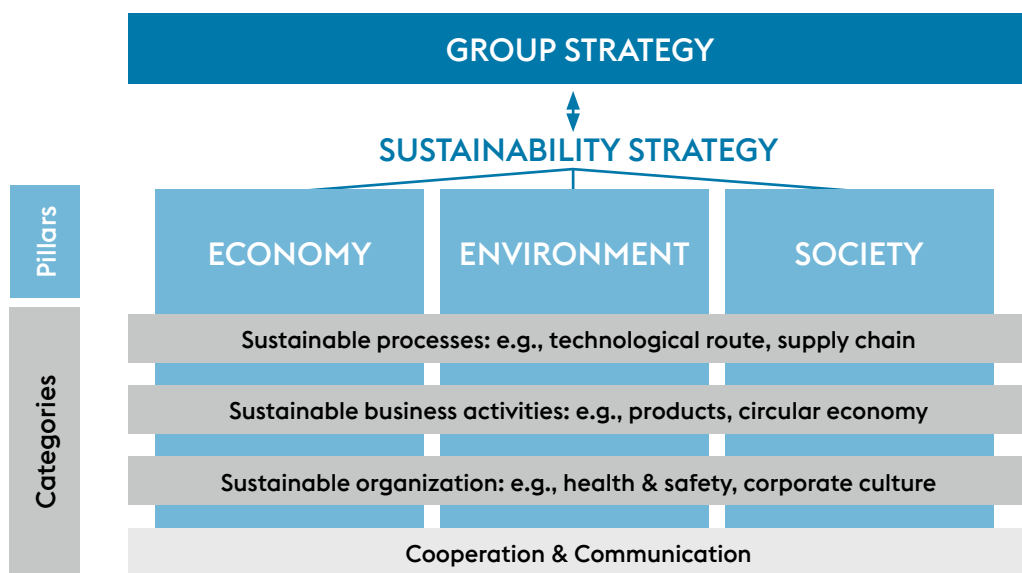 GROUP STRATEGY
SUSTAINABILITY STRATEGY
Pillars
ECONOMY
ENVIRONMENT
SOCIETY
Categories
Sustainable processes: e.g., technological route, supply chain
Sustainable business activities: e.g., products, circular economy
Sustainable organization: e.g., health & safety, corporate culture
Cooperation & Communication